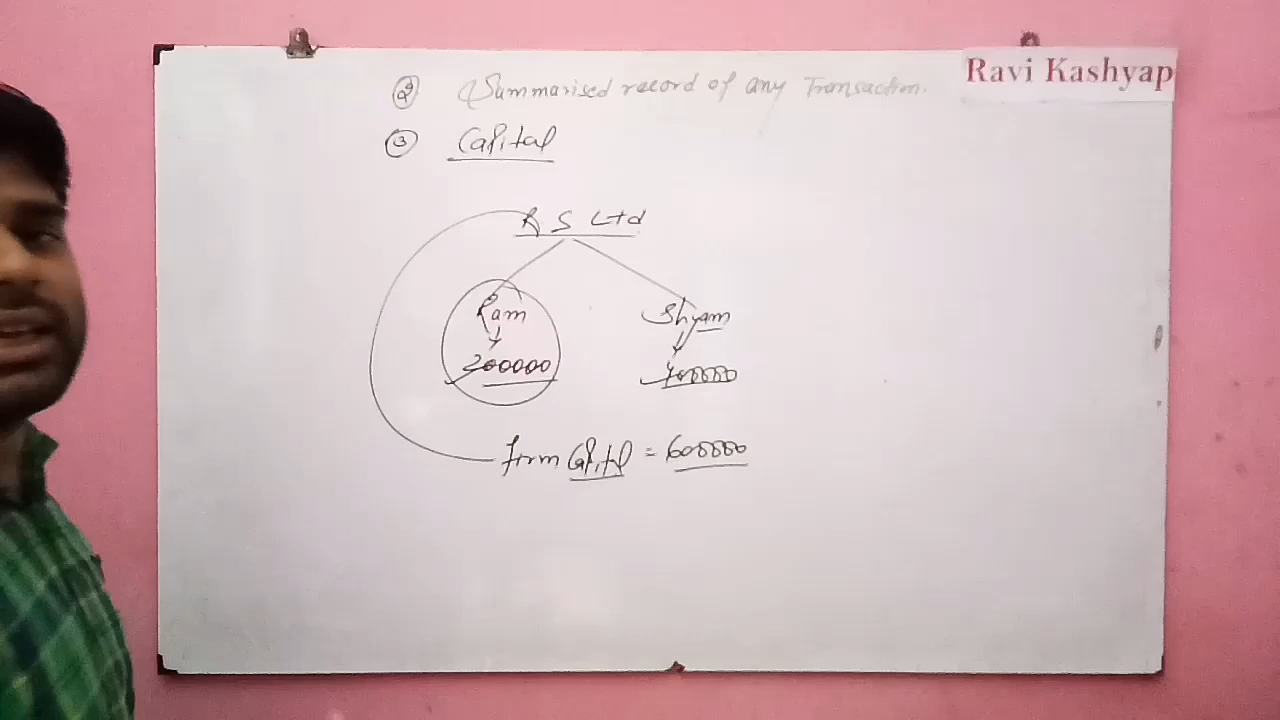 Ravi Kashyap
② Summarised record of any Transaction.
③ Capital
R S Ltd
Ram Shyam
200000 400000
firm Capital = 600000